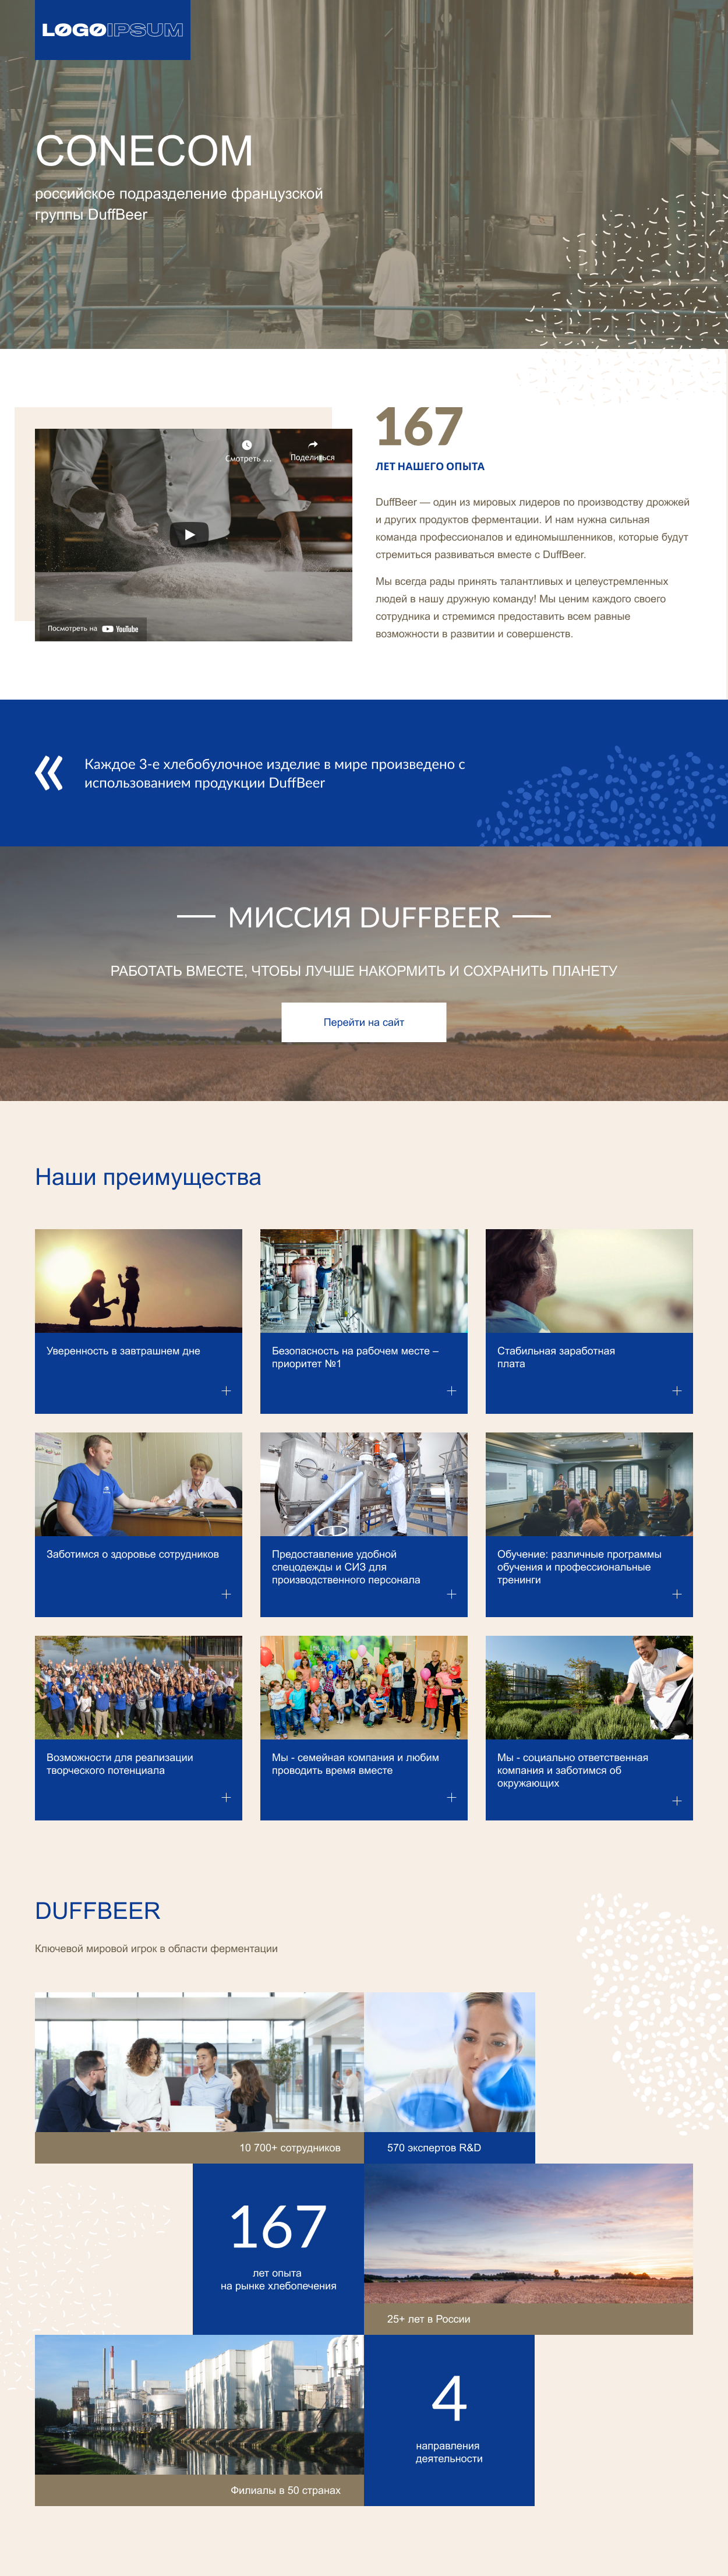 LOGOIPSUM
CONECOM
российское подразделение французской
группы DuffBeer
Смотреть ...
Поделиться
Посмотреть на YouTube
167
ЛЕТ НАШЕГО ОПЫТА
DuffBeer — один из мировых лидеров по производству дрожжей
и других продуктов ферментации. И нам нужна сильная
команда профессионалов и единомышленников, которые будут
стремиться развиваться вместе с DuffBeer.
Мы всегда рады принять талантливых и целеустремленных
людей в нашу дружную команду! Мы ценим каждого своего
сотрудника и стремимся предоставить всем равные
возможности в развитии и совершенств.
« Каждое 3-е хлебобулочное изделие в мире произведено с
использованием продукции DuffBeer
МИССИЯ DUFFBEER
РАБОТАТЬ ВМЕСТЕ, ЧТОБЫ ЛУЧШЕ НАКОРМИТЬ И СОХРАНИТЬ ПЛАНЕТУ
Перейти на сайт
Наши преимущества
Уверенность в завтрашнем дне
+
Безопасность на рабочем месте –
приоритет №1
+
Стабильная заработная
плата
+
Заботимся о здоровье сотрудников
+
Предоставление удобной
спецодежды и СИЗ для
производственного персонала
+
Обучение: различные программы
обучения и профессиональные
тренинги
+
Возможности для реализации
творческого потенциала
+
Мы - семейная компания и любим
проводить время вместе
+
Мы - социально ответственная
компания и заботимся об
окружающих
+
DUFFBEER
Ключевой мировой игрок в области ферментации
10 700+ сотрудников
570 экспертов R&D
167
лет опыта
на рынке хлебопечения
25+ лет в России
Филиалы в 50 странах
4
направления
деятельности